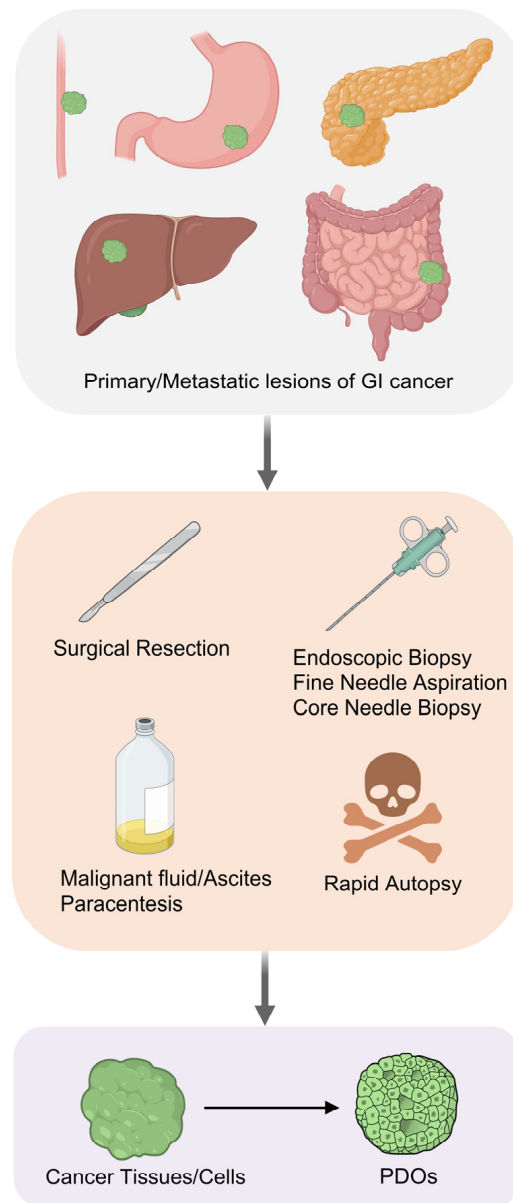 Primary/Metastatic lesions of GI cancer
Surgical Resection
Endoscopic Biopsy
Fine Needle Aspiration
Core Needle Biopsy
Malignant fluid/Ascites
Paracentesis
Rapid Autopsy
Cancer Tissues/Cells
PDOs